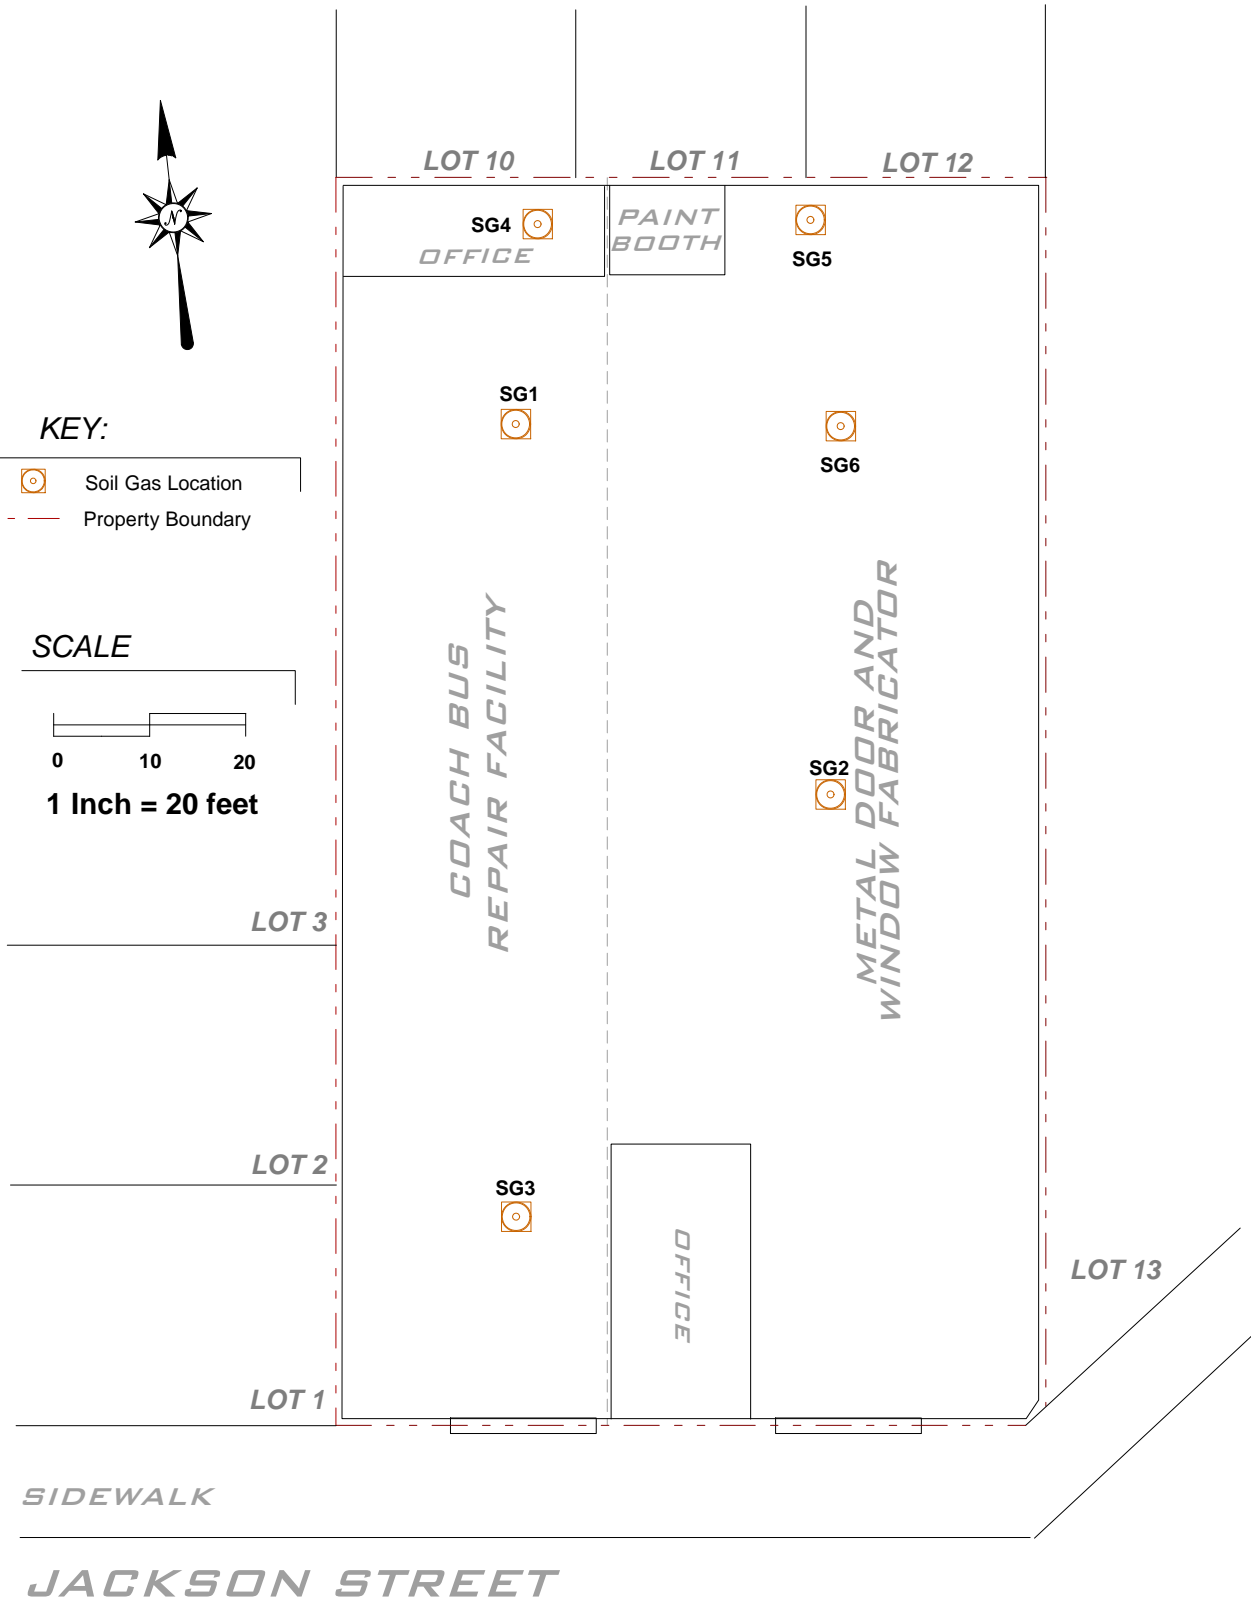 LOT 10
LOT 11
LOT 12
N
SG4
OFFICE
PAINT
BOOTH
SG5
SG1
SG6
KEY:
Soil Gas Location
Property Boundary
SCALE
0 10 20
1 Inch = 20 feet
COACH BUS
REPAIR FACILITY
METAL DOOR AND
WINDOW FABRICATOR
SG2
LOT 3
LOT 2
SG3
OFFICE
LOT 13
LOT 1
SIDEWALK
JACKSON STREET